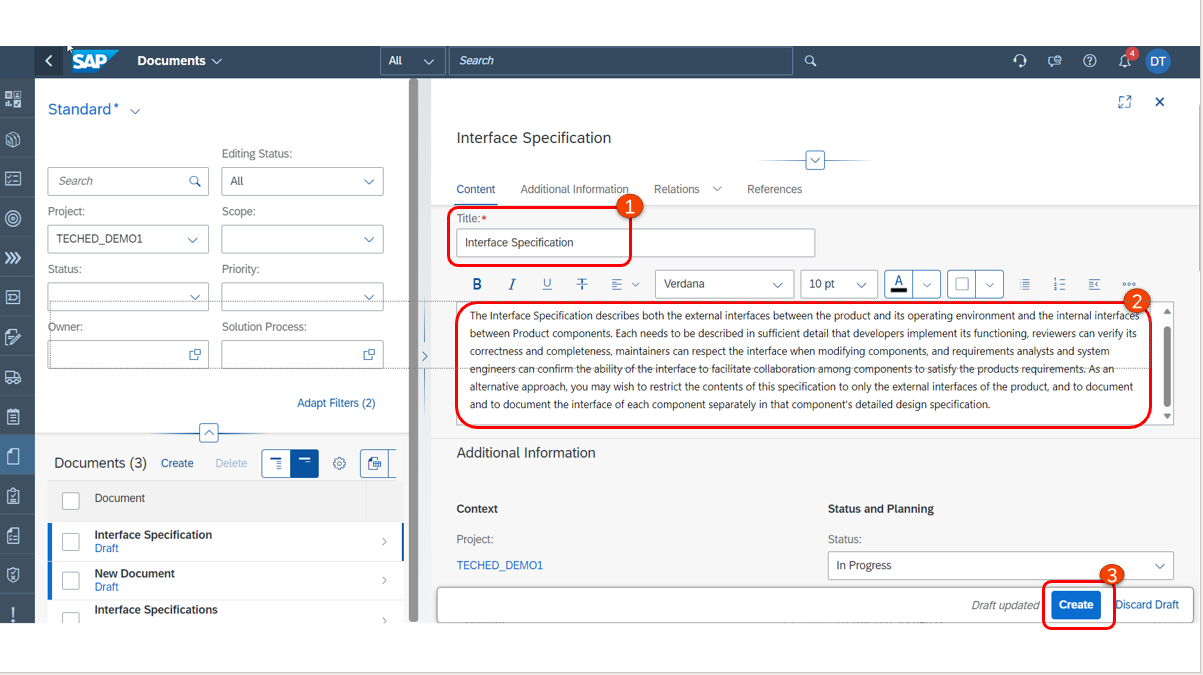 SAP
Documents
All
Search
4
DT
Standard*
Editing Status:
Search
All
Project:
Scope:
TECHED_DEMO1
Status:
Priority:
Owner:
Solution Process:
Adapt Filters (2)
Documents (3)
Create
Delete
Document
Interface Specification
Draft
New Document
Draft
Interface Specifications
Interface Specification
Content
Additional Information
Relations
References
1
Title:*
Interface Specification
B
I
U
T
Verdana
10 pt
A
2
The Interface Specification describes both the external interfaces between the product and its operating environment and the internal interfaces
between Product components. Each needs to be described in sufficient detail that developers implement its functioning, reviewers can verify its
correctness and completeness, maintainers can respect the interface when modifying components, and requirements analysts and system
engineers can confirm the ability of the interface to facilitate collaboration among components to satisfy the products requirements. As an
alternative approach, you may wish to restrict the contents of this specification to only the external interfaces of the product, and to document
and to document the interface of each component separately in that component's detailed design specification.
Additional Information
Context
Status and Planning
Project:
Status:
TECHED_DEMO1
In Progress
3
Draft updated
Create
Discard Draft